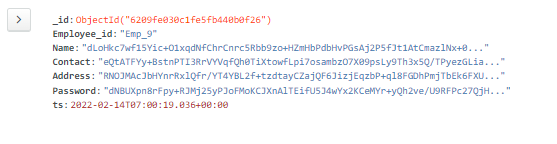 _id: ObjectId("6209fe030c1fe5fb440b0f26")
Employee_id: "Emp_9"
Name: "dLoHkc7wf15Yic+O1xqdNfChrCnrc5Rbb9zo+HZmHbPdbHvPGsAj2P5fJt1AtCmazlNx+0..."
Contact: "eQtATFYy+BstnPTI3RrVYVqfQh0TiXtowfLpi7osambzO7X09psLy9Th3x5Q/TPyezGLia..."
Address: "RNOJMAcJbHYnrRxlQfr/YT4YBL2f+tzdtayCZajQF6JizjEqzbP+ql8FGDhPmjTbEk6FXU..."
Password: "dNBUXpn8rFpy+RJMj25yPJoFMoKCJXnAlTEifU5J4wYx2KCeMYr+yQh2ve/U9RFPc27QjH..."
ts: 2022-02-14T07:00:19.036+00:00